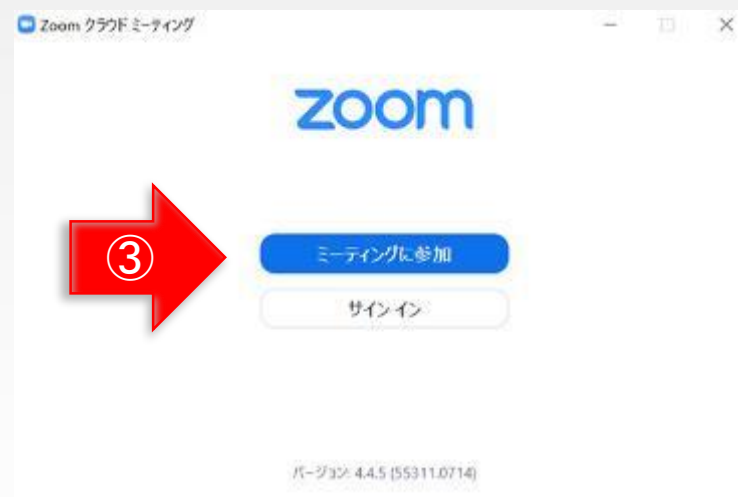 Zoom クラウド ミーティング
zoom
③
ミーティングに参加
サインイン
バージョン: 4.4.5 (55311.0714)